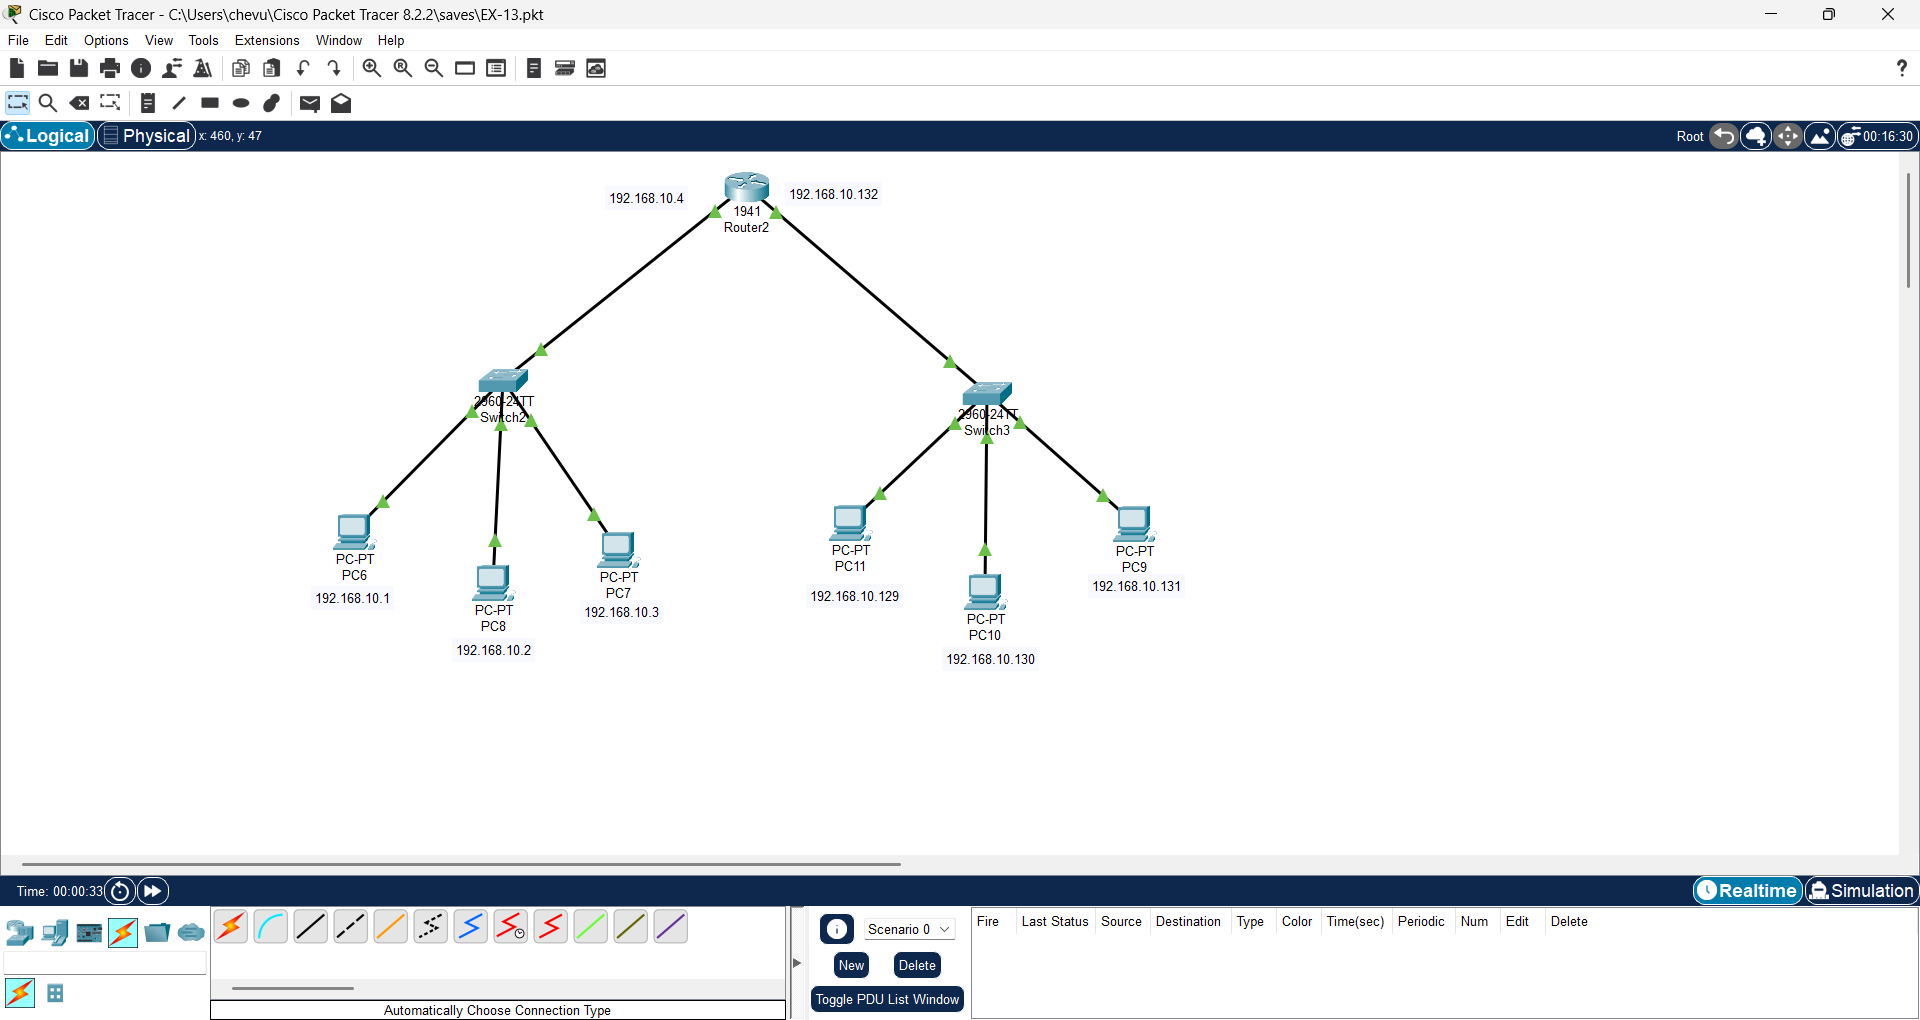 Cisco Packet Tracer - C:\Users\chevu\Cisco Packet Tracer 8.2.2\saves\EX-13.pkt
File Edit Options View Tools Extensions Window Help
Logical Physical x: 460, y: 47 Root 00:16:30
192.168.10.4
192.168.10.132
1941
Router2
2960-24TT
Switch2
2960-24TT
Switch3
PC-PT
PC6
192.168.10.1
PC-PT
PC8
192.168.10.2
PC-PT
PC7
192.168.10.3
PC-PT
PC11
192.168.10.129
PC-PT
PC10
192.168.10.130
PC-PT
PC9
192.168.10.131
Time: 00:00:33 Realtime Simulation
Scenario 0
New Delete
Toggle PDU List Window
Fire Last Status Source Destination Type Color Time(sec) Periodic Num Edit Delete
Automatically Choose Connection Type